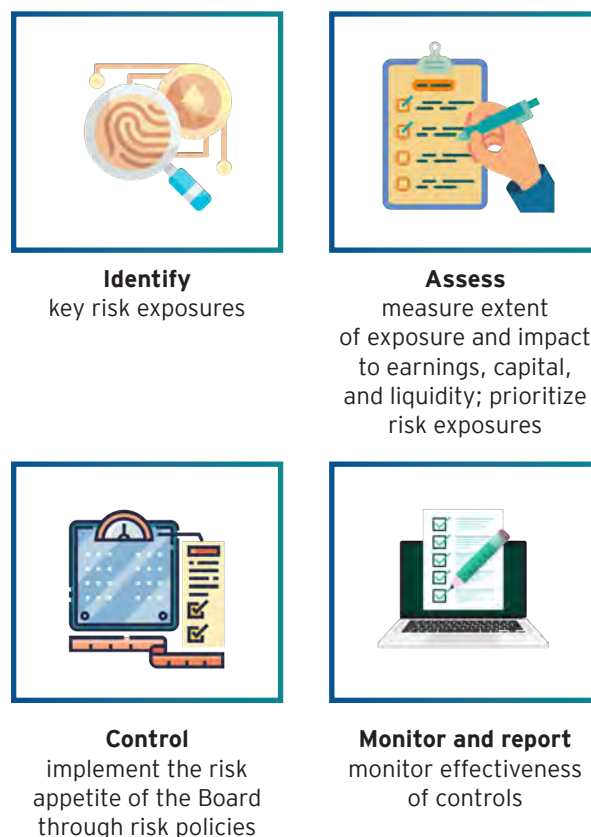 Identify
key risk exposures
Assess
measure extent
of exposure and impact
to earnings, capital,
and liquidity; prioritize
risk exposures
Control
implement the risk
appetite of the Board
through risk policies
Monitor and report
monitor effectiveness
of controls